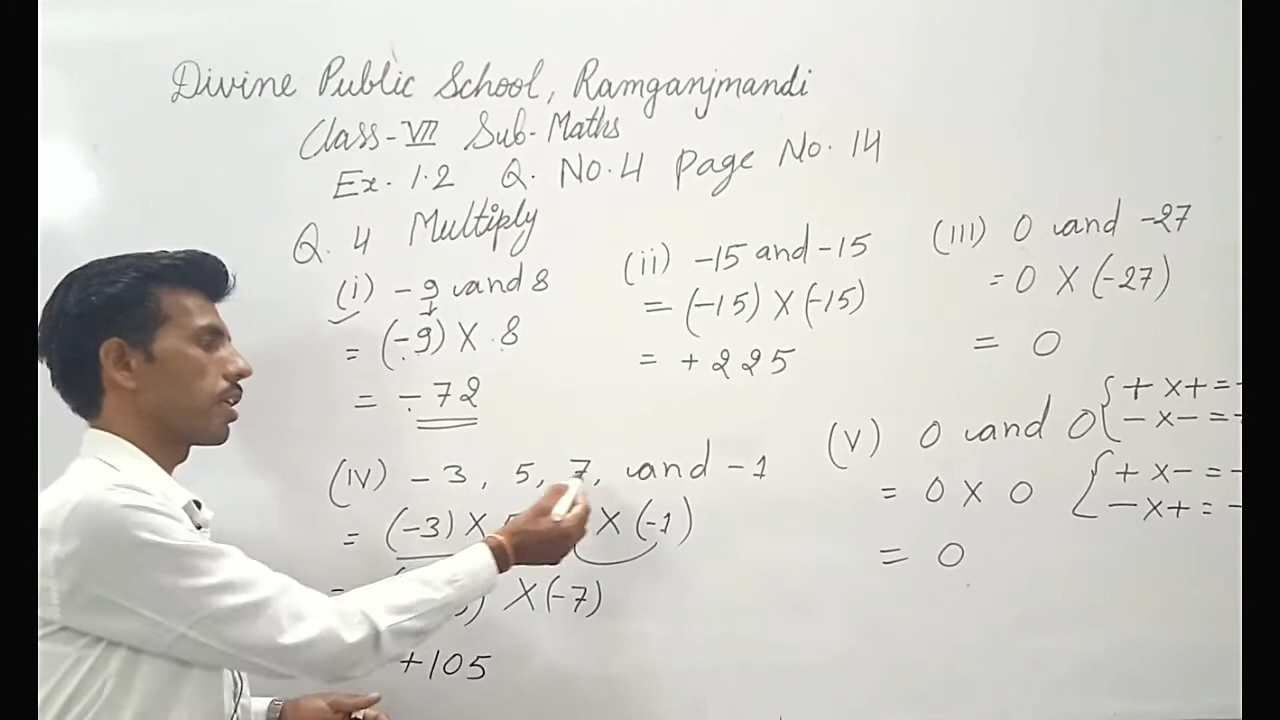 Divine Public School, Ramganjmandi
Class-VII Sub-Maths
Ex. 1.2 Q. No. 4 Page No. 14
Q. 4 Multiply
(i) -9 and 8
= (-9) X 8
= -72
(ii) -15 and -15
= (-15) X (-15)
= +225
(III) 0 and -27
= 0 X (-27)
= 0
(IV) -3, 5, 7, and -1
= (-3) X X (-1)
= ) X (-7)
+105
(V) 0 and 0
= 0 X 0
= 0
+ X + =
- X - =
+ X - = -
- X + = -